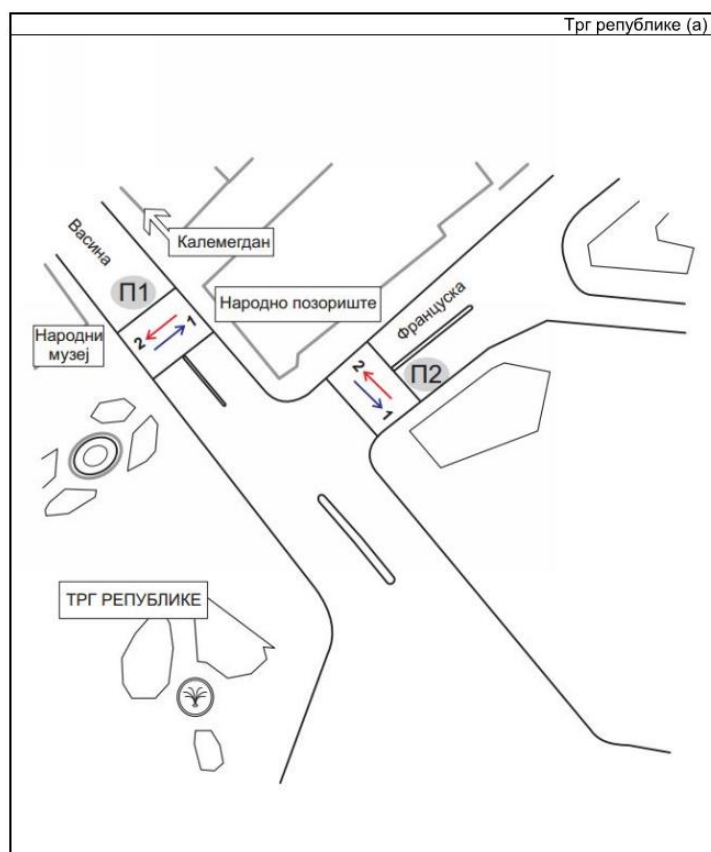 Трг републике (а)
Васина
Калемегдан
П1
Народно позориште
Француска
1
2
Народни
музеј
2
П2
1
ТРГ РЕПУБЛИКЕ